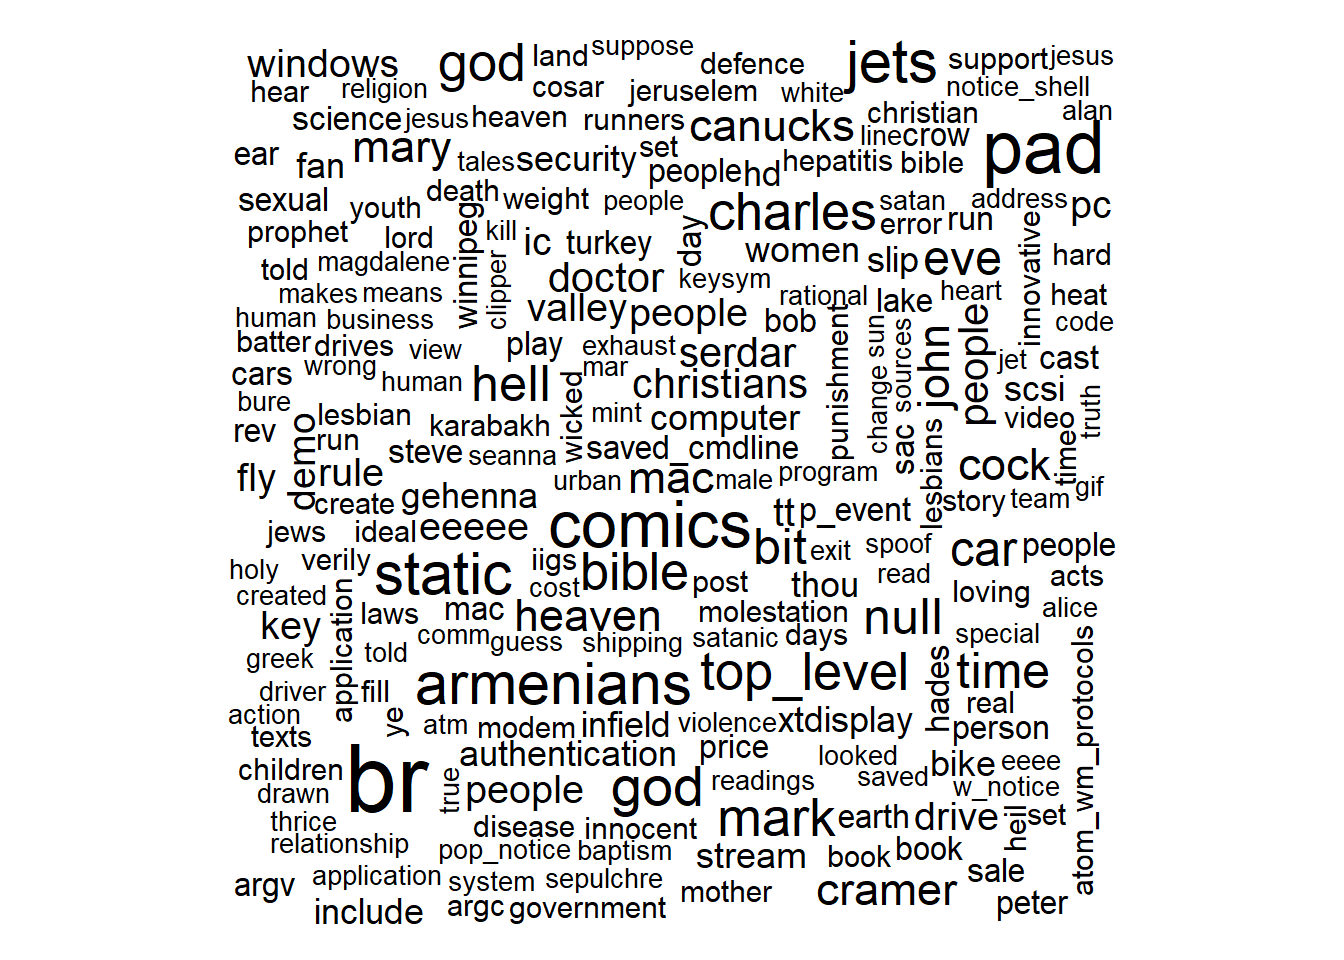 windows god land suppose defence jets support jesus
hear religion cosar jeruselem white notice_shell
science jesus heaven runners canucks line crow christian alan
ear fan mary tales security set people hd hepatitis bible pad
sexual youth death weight people day charles satan error run address pc
prophet lord winnipeg kill ic turkey women slip eve innovative hard
told magdalene clipper doctor keysym rational lake heart heat
makes means valley people bob code
human business
batter drives view play exhaust serdar punishment change sun sources john people jet cast
cars wrong human hell mar christians scsi
bure lesbian wicked mint computer video truth
rev run demo karabakh saved_cmdline sac timeo
fly rule steve seanna urban mac male program lesbians cock gif
create gehenna tt p_event story team
jews ideal eeeee comics bit exit spoof car people
holy verily static iigs bible post thou read acts
created application laws mac cost heaven molestation null loving alice
key told comm guess shipping satanic days special
greek
driver fill armenians top_level hades time atom_wm_protocols
action ye atm modem infield violence xtdisplay real person
texts authentication price looked bike eeee
children br true people god readings saved w_notice
drawn
thrice disease innocent mark earth drive heil set
relationship pop_notice baptism stream book book
argv application system sepulchre mother cramer sale
include argc government peter